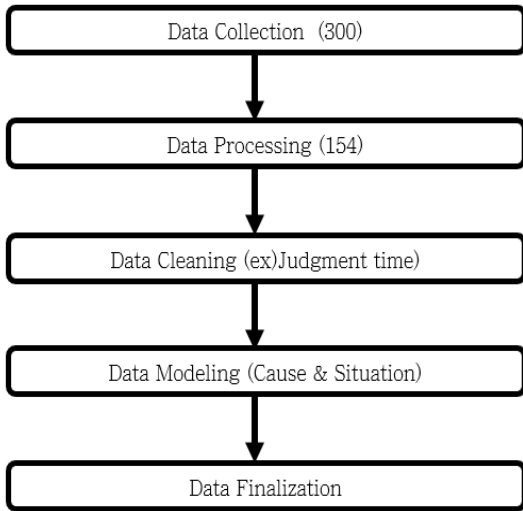 Data Collection (300)
Data Processing (154)
Data Cleaning (ex)Judgment time)
Data Modeling (Cause & Situation)
Data Finalization